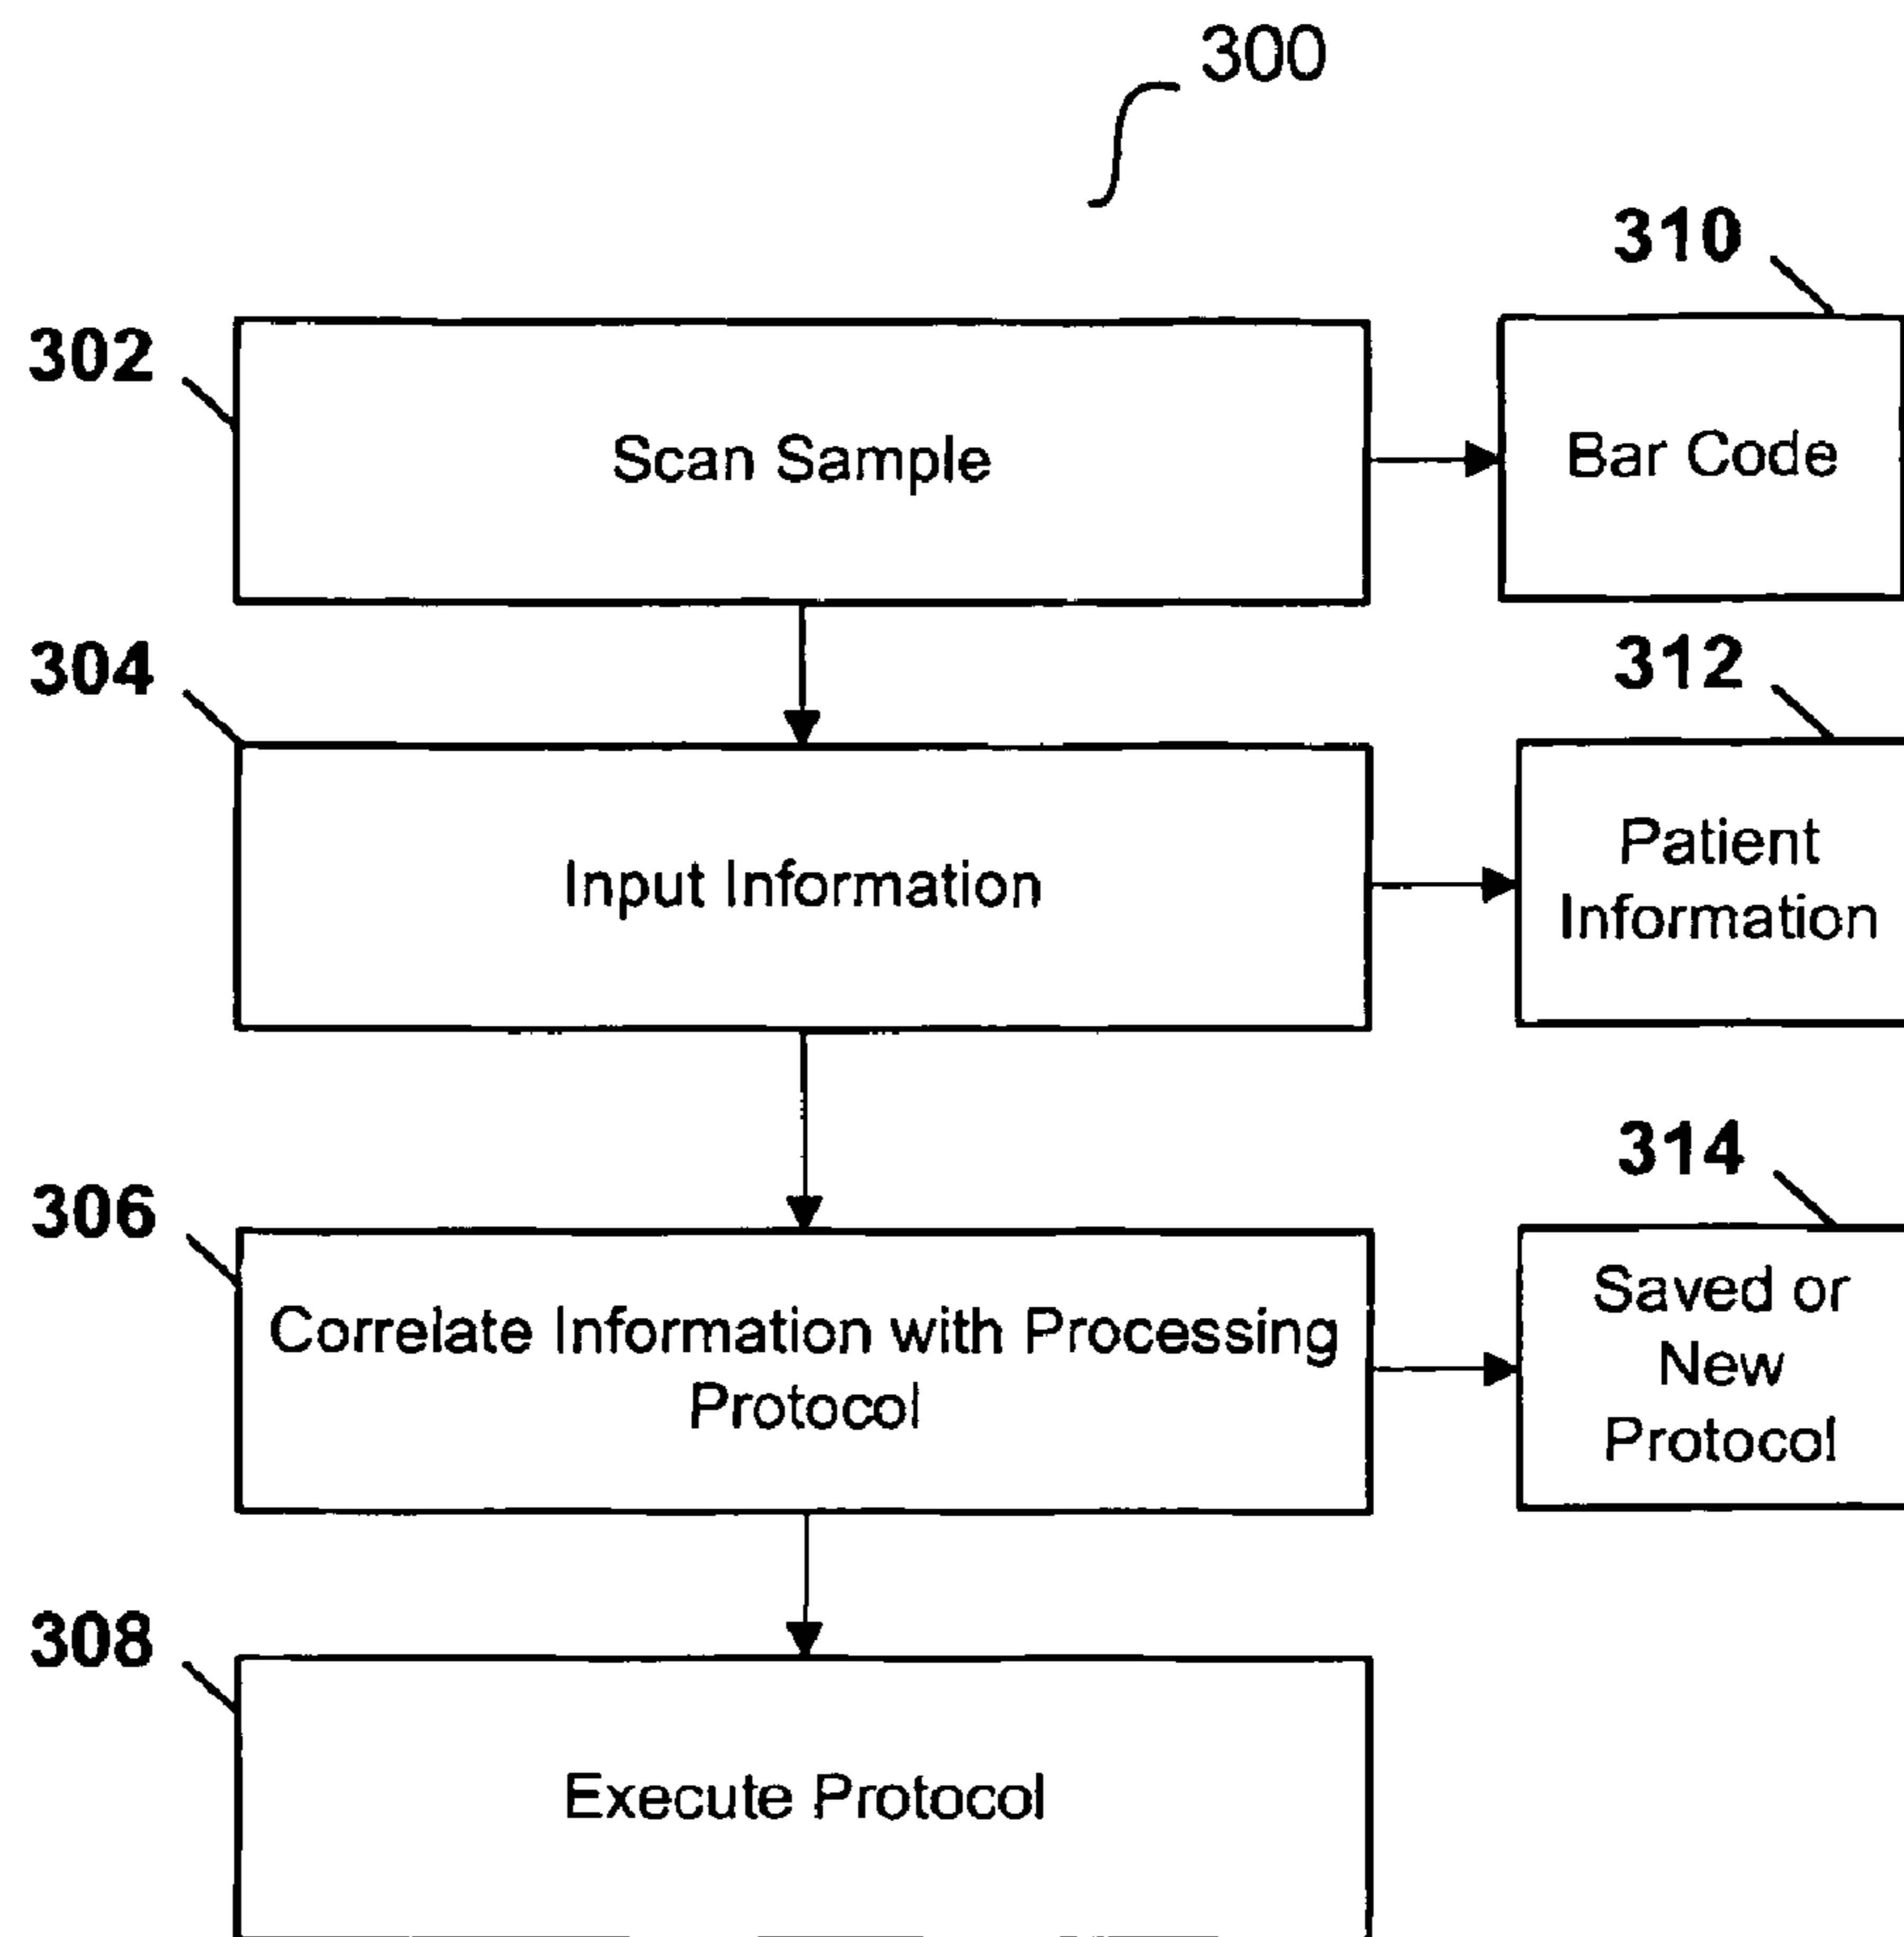 300
310
302
Scan Sample
Bar Code
304
312
Input Information
Patient
Information
306
314
Correlate Information with Processing
Protocol
Saved or
New
Protocol
308
Execute Protocol